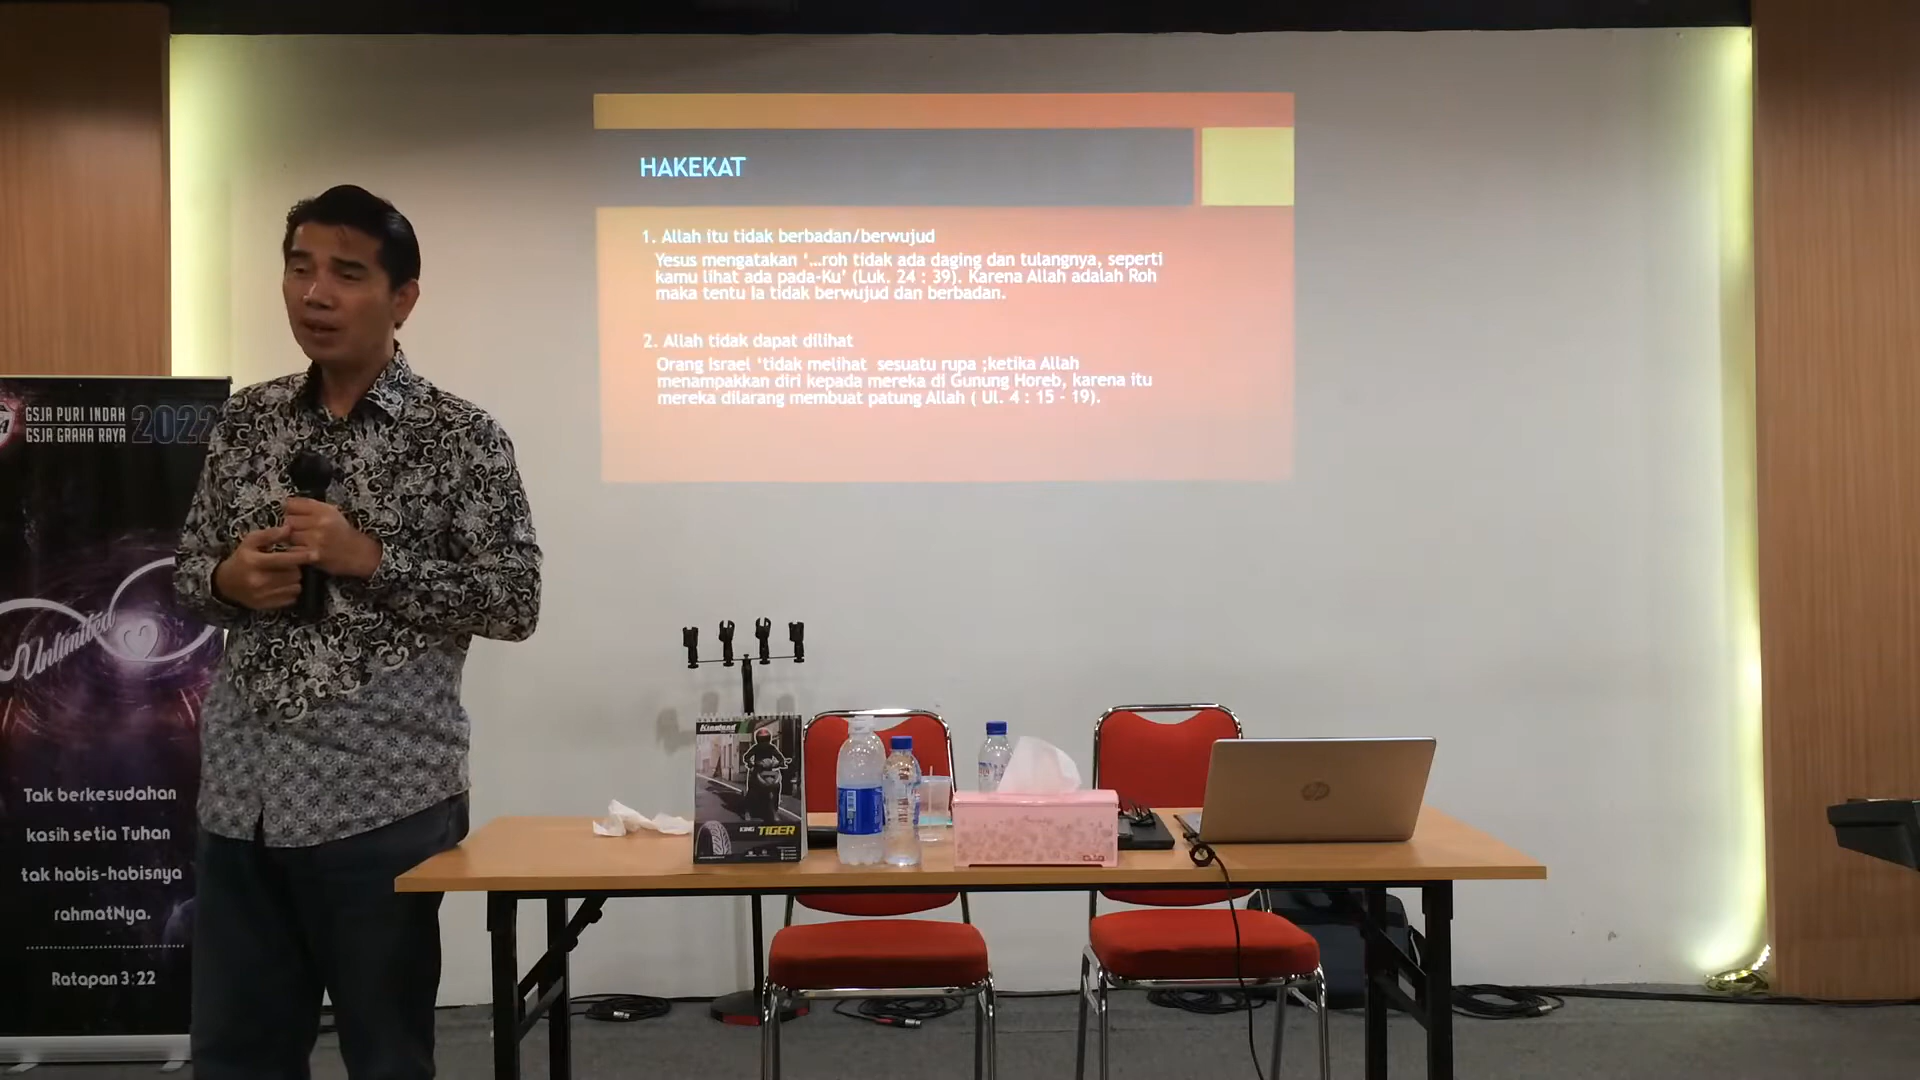 HAKEKAT
1. Allah itu tidak berbadan/berwujud
Yesus mengatakan ‘…roh tidak ada daging dan tulangnya, seperti
kamu lihat ada pada-Ku’ (Luk. 24 : 39). Karena Allah adalah Roh
maka tentu Ia tidak berwujud dan berbadan.
2. Allah tidak dapat dilihat
Orang Israel ‘tidak melihat sesuatu rupa ;ketika Allah
menampakkan diri kepada mereka di Gunung Horeb, karena itu
mereka dilarang membuat patung Allah ( Ul. 4 : 15 - 19).
GSJA PURI INDAH
GSJA GRAHA RAYA
2022
Unlimited
Tak berkesudahan
kasih setia Tuhan
tak habis-habisnya
rahmatNya.
Ratapan 3:22
Kingland
KING TIGER
hp